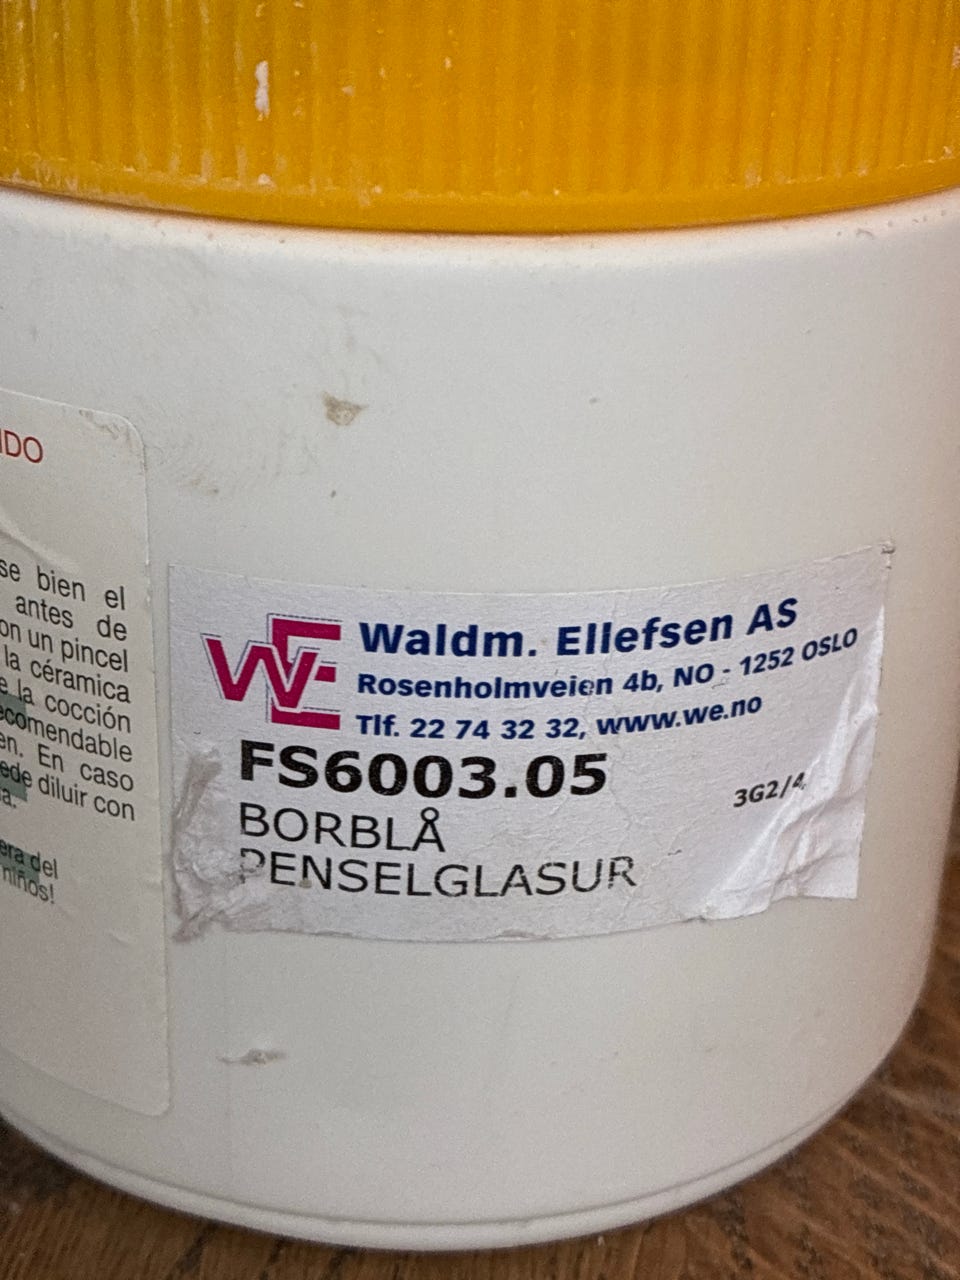 IDO
se bien el
antes de
on un pincel
la céramica
e la cocción
ecomendable
en. En caso
ede diluir con
a.
era del
niños!
WE
Waldm. Ellefsen AS
Rosenholmveien 4b, NO - 1252 OSLO
Tlf. 22 74 32 32, www.we.no
FS6003.05
3G2/4
BORBLÅ
PENSELGLASUR